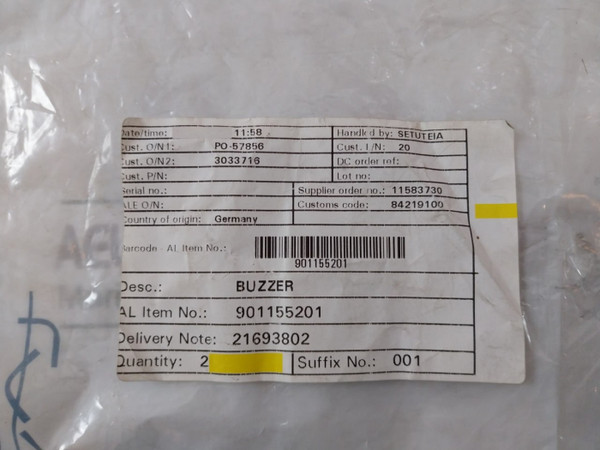 Date/time: 11:58 Handled by: SETUTEIA
Cust. O/N1: PO-57856 Cust. I/N: 20
Cust. O/N2: 3033716 DC order ref:
Cust. P/N: Lot no:
Serial no.: Supplier order no.: 11583730
ALE O/N: Customs code: 84219100
Country of origin: Germany
Barcode - AL Item No.:
901155201
Desc.: BUZZER
AL Item No.: 901155201
Delivery Note: 21693802
Quantity: 2 Suffix No.: 001